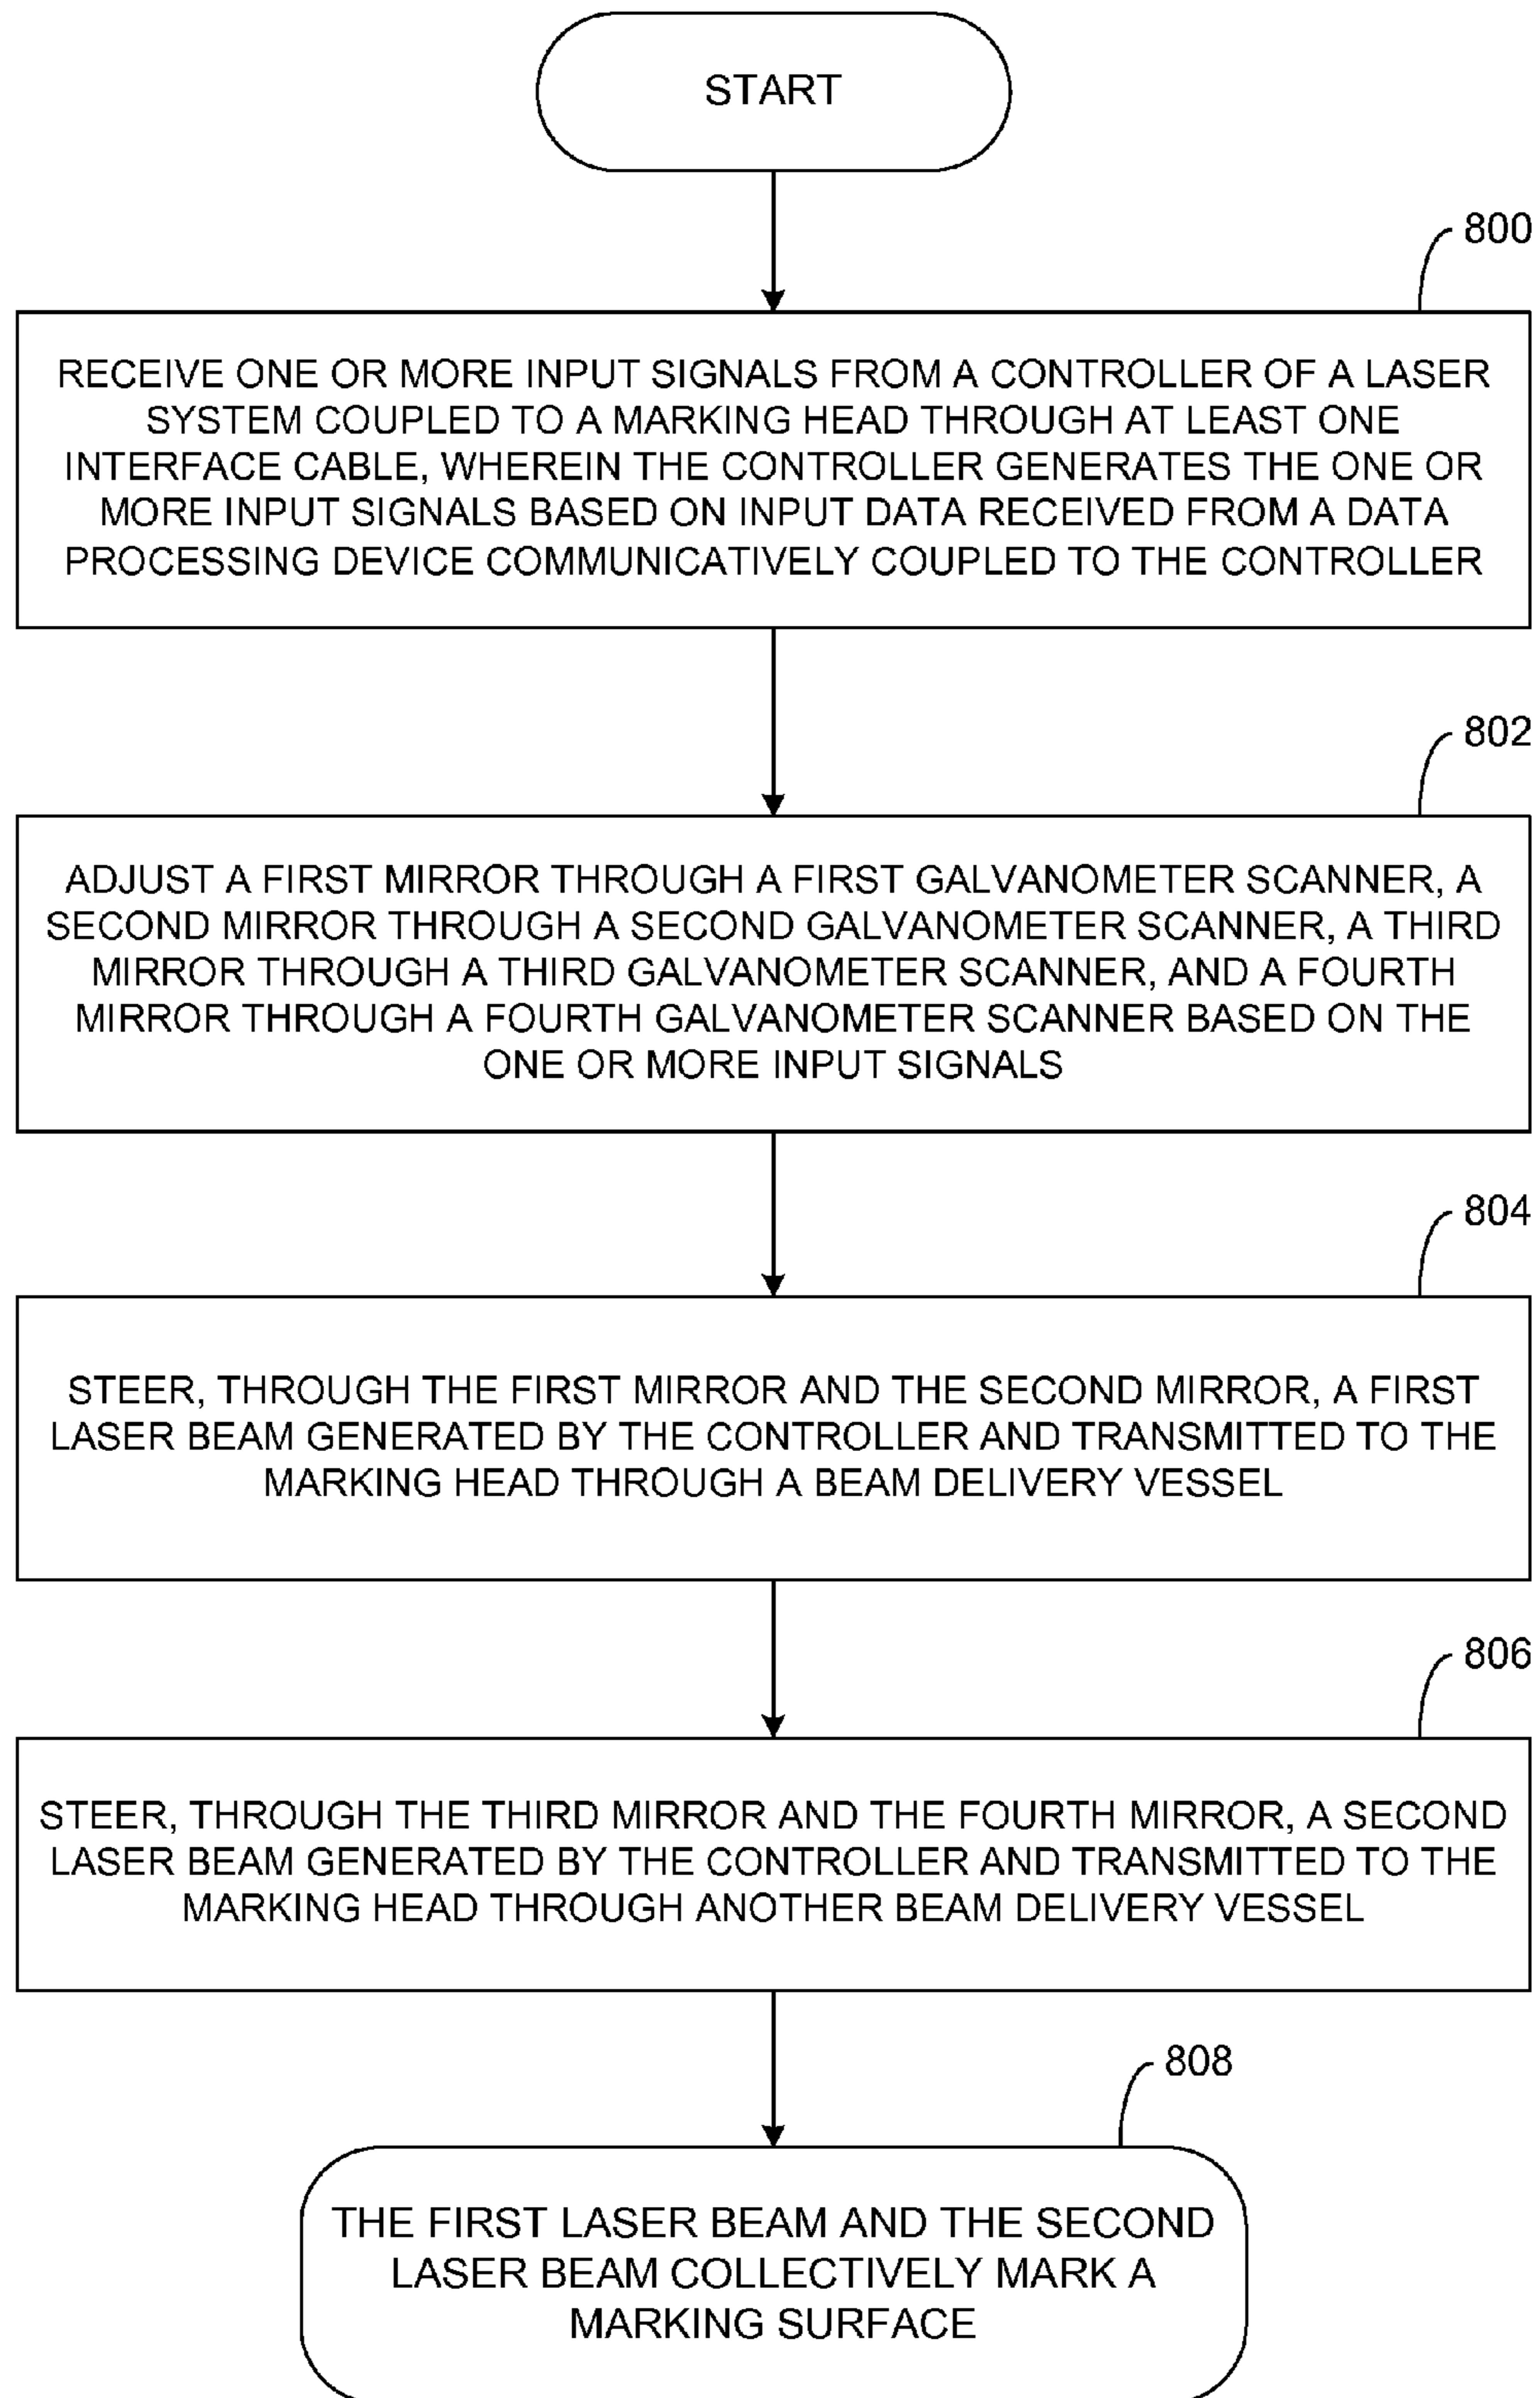 START
800
RECEIVE ONE OR MORE INPUT SIGNALS FROM A CONTROLLER OF A LASER
SYSTEM COUPLED TO A MARKING HEAD THROUGH AT LEAST ONE
INTERFACE CABLE, WHEREIN THE CONTROLLER GENERATES THE ONE OR
MORE INPUT SIGNALS BASED ON INPUT DATA RECEIVED FROM A DATA
PROCESSING DEVICE COMMUNICATIVELY COUPLED TO THE CONTROLLER
802
ADJUST A FIRST MIRROR THROUGH A FIRST GALVANOMETER SCANNER, A
SECOND MIRROR THROUGH A SECOND GALVANOMETER SCANNER, A THIRD
MIRROR THROUGH A THIRD GALVANOMETER SCANNER, AND A FOURTH
MIRROR THROUGH A FOURTH GALVANOMETER SCANNER BASED ON THE
ONE OR MORE INPUT SIGNALS
804
STEER, THROUGH THE FIRST MIRROR AND THE SECOND MIRROR, A FIRST
LASER BEAM GENERATED BY THE CONTROLLER AND TRANSMITTED TO THE
MARKING HEAD THROUGH A BEAM DELIVERY VESSEL
806
STEER, THROUGH THE THIRD MIRROR AND THE FOURTH MIRROR, A SECOND
LASER BEAM GENERATED BY THE CONTROLLER AND TRANSMITTED TO THE
MARKING HEAD THROUGH ANOTHER BEAM DELIVERY VESSEL
808
THE FIRST LASER BEAM AND THE SECOND
LASER BEAM COLLECTIVELY MARK A
MARKING SURFACE